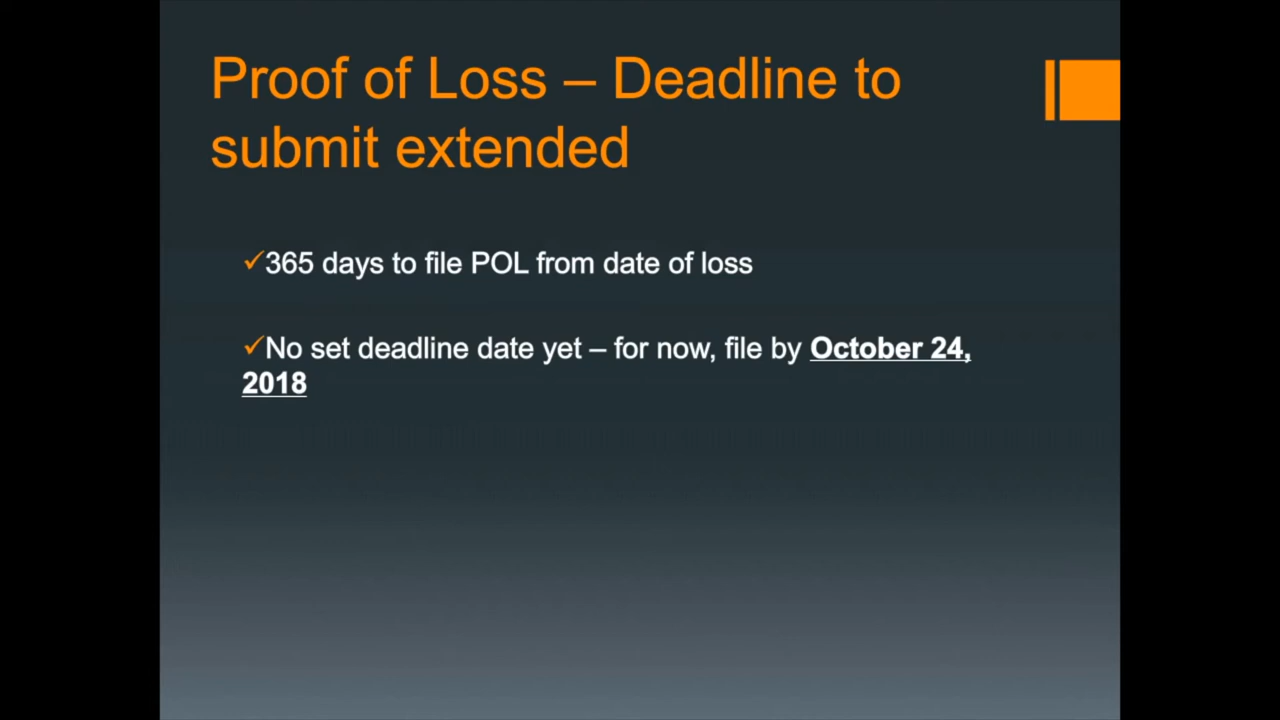 Proof of Loss – Deadline to
submit extended
✓365 days to file POL from date of loss
✓No set deadline date yet – for now, file by October 24,
2018